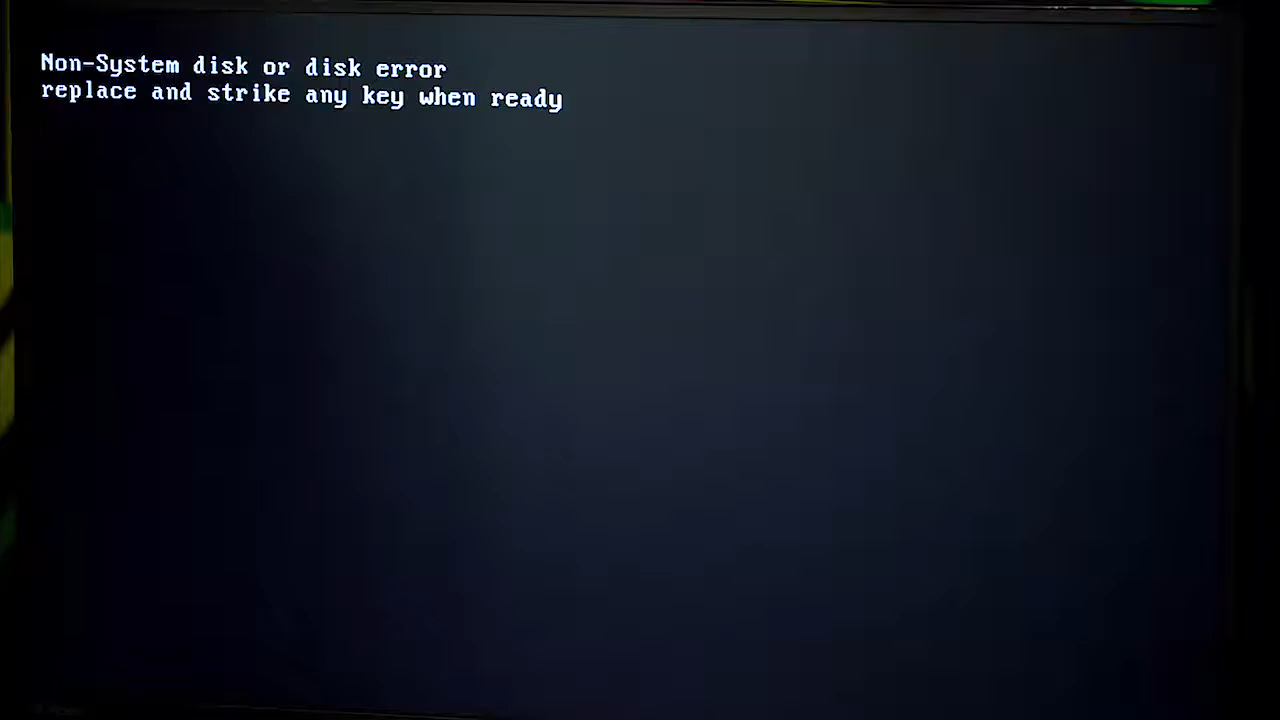 Non-System disk or disk error
replace and strike any key when ready